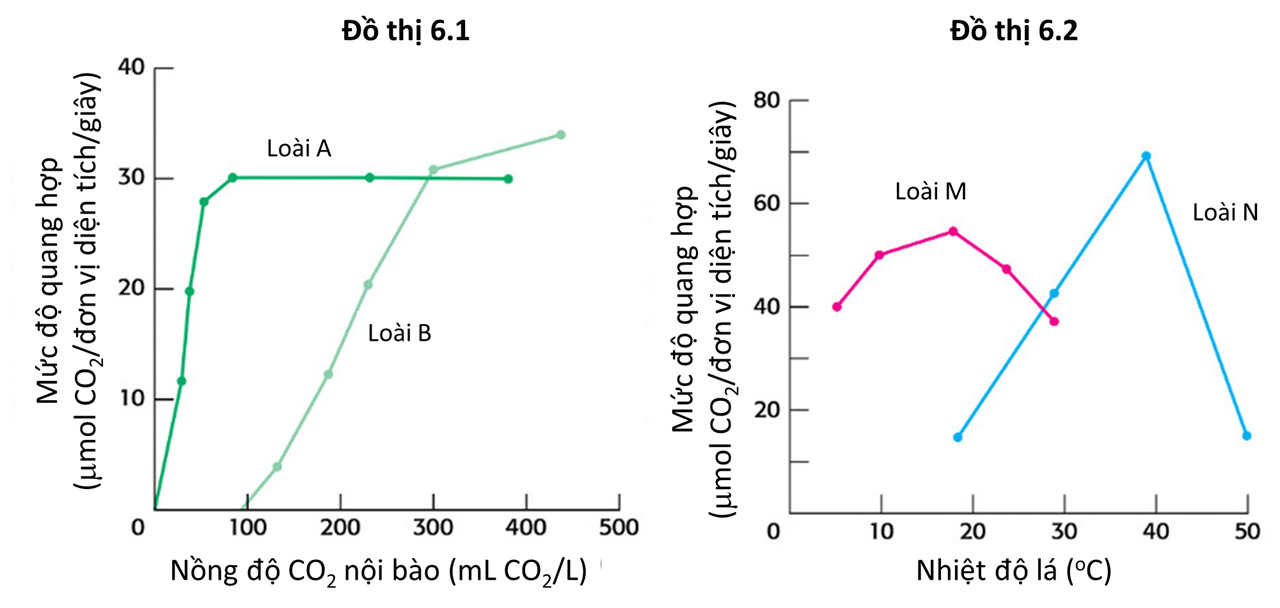 Đồ thị 6.1
40
30
20
10
0
100
200
300
400
500
Loài A
Loài B
Mức độ quang hợp
(μmol CO₂/đơn vị diện tích/giây)
Nồng độ CO₂ nội bào (mL CO₂/L)
Đồ thị 6.2
80
60
40
20
0
10
20
30
40
50
Loài M
Loài N
Mức độ quang hợp
(μmol CO₂/đơn vị diện tích/giây)
Nhiệt độ lá (ᵒC)